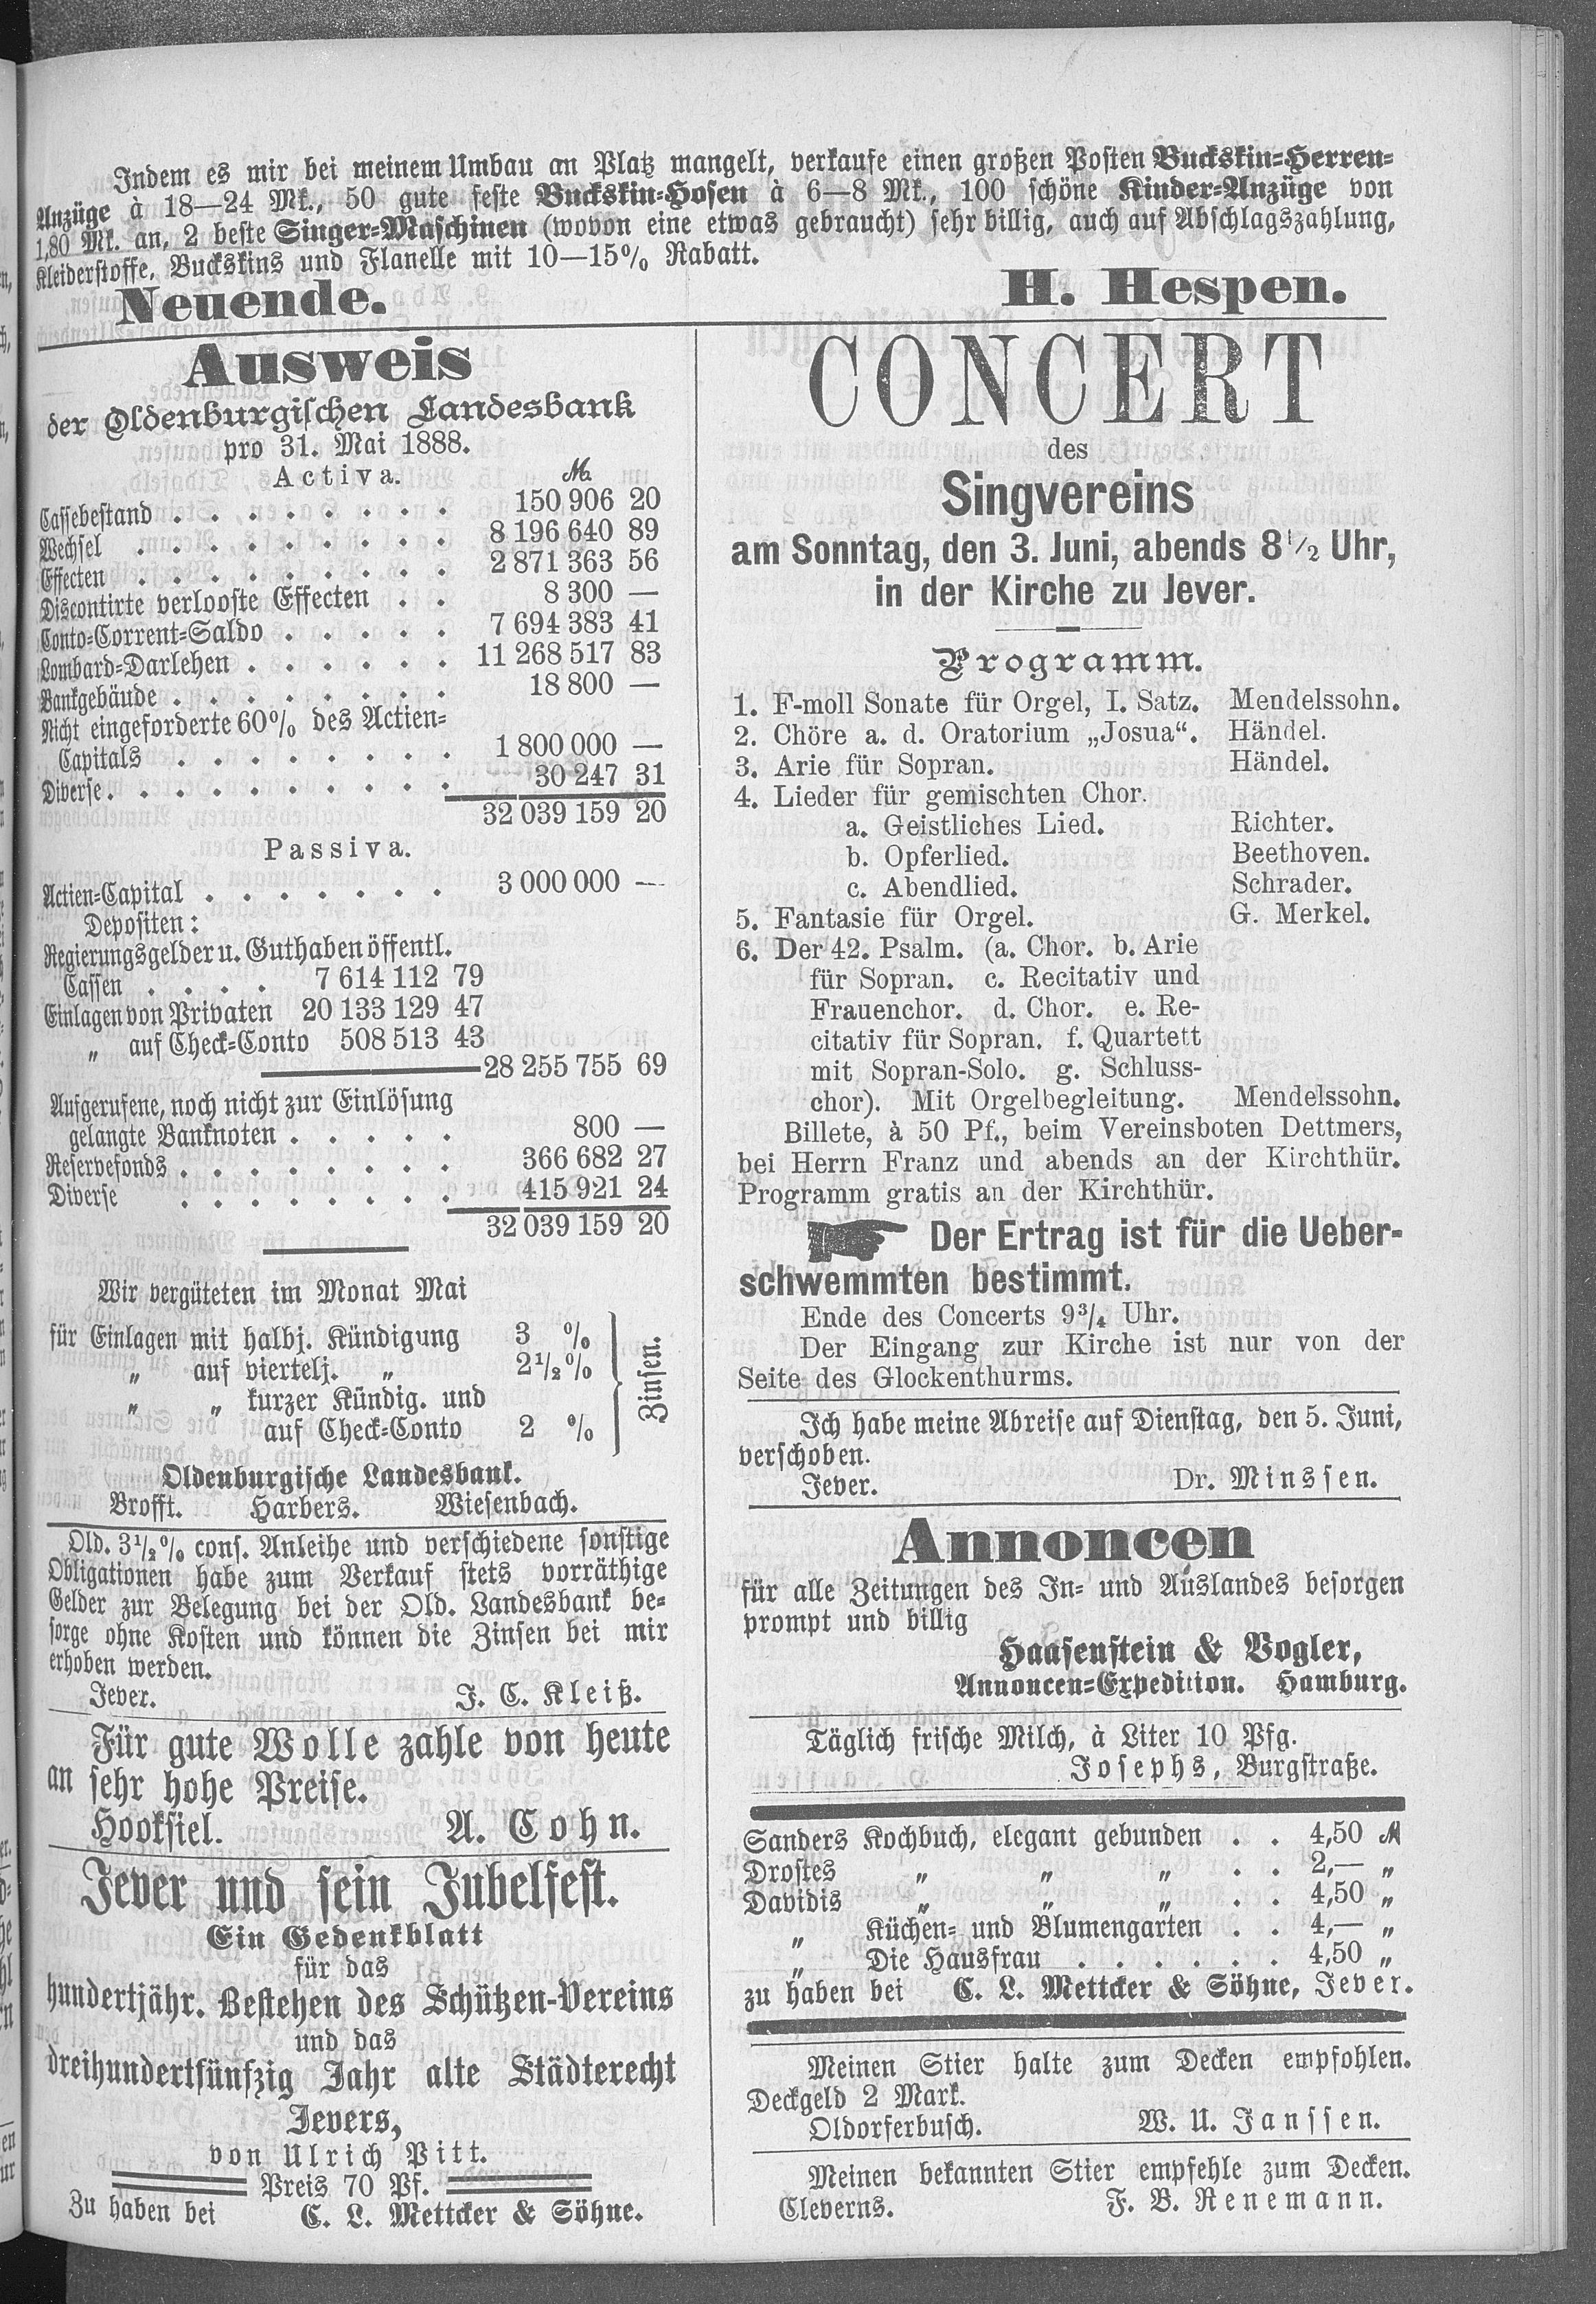 Indem es mir bei meinem Umbau an Platz mangelt, verkaufe einen großen Posten Buckskin-Herren-
Anzüge à 18—24 Mk., 50 gute feste Buckskin-Hosen à 6—8 Mk., 100 schöne Kinder-Anzüge von
1,80 Mk. an, 2 beste Singer-Maschinen (wovon eine etwas gebraucht) sehr billig, auch auf Abschlagszahlung,
Kleiderstoffe, Buckskins und Flanelle mit 10—15% Rabatt.
Neuende. H. Hespen.
Ausweis
der Oldenburgischen Landesbank
pro 31. Mai 1888.
Activa. M.
Cassebestand . . . . . . . . 150 906 20
Wechsel . . . . . . . . . 8 196 640 89
Effecten . . . . . . . . . 2 871 363 56
Discontirte verlooste Effecten . . 8 300 —
Conto-Corrent-Saldo . . . . . 7 694 383 41
Lombard-Darlehen . . . . . . 11 268 517 83
Bankgebäude . . . . . . . . 18 800 —
Nicht eingeforderte 60% des Actien-
Capitals . . . . . . . . 1 800 000 —
Diverse . . . . . . . . . . 30 247 31
32 039 159 20
Passiva.
Actien-Capital . . . . . . . 3 000 000 —
Depositen:
Regierungsgelder u. Guthaben öffentl.
Cassen . . . . 7 614 112 79
Einlagen von Privaten 20 133 129 47
„ auf Check-Conto 508 513 43
28 255 755 69
Aufgerufene, noch nicht zur Einlösung
gelangte Banknoten . . . . . 800 —
Reservefonds . . . . . . . . 366 682 27
Diverse . . . . . . . . 415 921 24
32 039 159 20
Wir vergüteten im Monat Mai
für Einlagen mit halbj. Kündigung 3 %
„ auf viertelj. „ 2½%
„ „ kurzer Kündig. und
auf Check-Conto 2 %
Zinsen.
Oldenburgische Landesbank.
Brofft. Harbers. Wiesenbach.
Old. 3½% cons. Anleihe und verschiedene sonstige
Obligationen habe zum Verkauf stets vorräthige
Gelder zur Belegung bei der Old. Landesbank be-
sorge ohne Kosten und können die Zinsen bei mir
erhoben werden.
Jever. J. C. Kleiß.
Für gute Wolle zahle von heute
an sehr hohe Preise.
Hooksiel. A. Cohn.
Jever und sein Jubelfest.
Ein Gedenkblatt
für das
hundertjähr. Bestehen des Schützen-Vereins
und das
dreihundertfünfzig Jahr alte Städterecht
Jevers,
von Ulrich Pitt.
Preis 70 Pf.
Zu haben bei C. L. Mettcker & Söhne.
CONCERT
des
Singvereins
am Sonntag, den 3. Juni, abends 8½ Uhr,
in der Kirche zu Jever.
Programm.
1. F-moll Sonate für Orgel, I. Satz. Mendelssohn.
2. Chöre a. d. Oratorium „Josua“. Händel.
3. Arie für Sopran. Händel.
4. Lieder für gemischten Chor.
a. Geistliches Lied. Richter.
b. Opferlied. Beethoven.
c. Abendlied. Schrader.
5. Fantasie für Orgel. G. Merkel.
6. Der 42. Psalm. (a. Chor. b. Arie
für Sopran. c. Recitativ und
Frauenchor. d. Chor. e. Re-
citativ für Sopran. f. Quartett
mit Sopran-Solo. g. Schluss-
chor). Mit Orgelbegleitung. Mendelssohn.
Billete, à 50 Pf., beim Vereinsboten Dettmers,
bei Herrn Franz und abends an der Kirchthür.
Programm gratis an der Kirchthür.
Der Ertrag ist für die Ueber-
schwemmten bestimmt.
Ende des Concerts 9¾ Uhr.
Der Eingang zur Kirche ist nur von der
Seite des Glockenthurms.
Ich habe meine Abreise auf Dienstag, den 5. Juni,
verschoben.
Jever. Dr. Minssen.
Annoncen
für alle Zeitungen des In- und Auslandes besorgen
prompt und billig
Haasenstein & Vogler,
Annoncen-Expedition. Hamburg.
Täglich frische Milch, à Liter 10 Pfg.
Josephs, Burgstraße.
Sanders Kochbuch, elegant gebunden . . 4,50 M
Drostes „ „ „ . . 2,— „
Davidis „ „ „ . . 4,50 „
„ Küchen- und Blumengarten . . 4,— „
„ Die Hausfrau . . . . . . 4,50 „
zu haben bei C. L. Mettcker & Söhne, Jever.
Meinen Stier halte zum Decken empfohlen.
Deckgeld 2 Mark.
Oldorferbusch. W. U. Janssen.
Meinen bekannten Stier empfehle zum Decken.
Cleverns. F. B. Renemann.